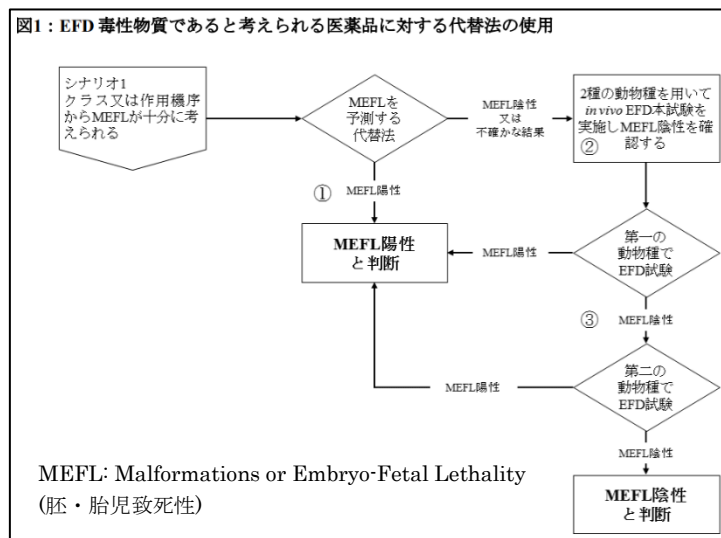 図1：EFD 毒性物質であると考えられる医薬品に対する代替法の使用
シナリオ1
クラス又は作用機序
からMEFLが十分に考
えられる
MEFLを
予測する
代替法
MEFL陰性
又は
不確かな結果
2種の動物種を用いて
in vivo EFD本試験を
実施しMEFL陰性を確
認する
②
①
MEFL陽性
MEFL陽性
と判断
MEFL陽性
第一の
動物種で
EFD試験
③
MEFL陰性
MEFL陽性
第二の
動物種で
EFD試験
MEFL陰性
MEFL陰性
と判断
MEFL: Malformations or Embryo-Fetal Lethality
(胚・胎児致死性)